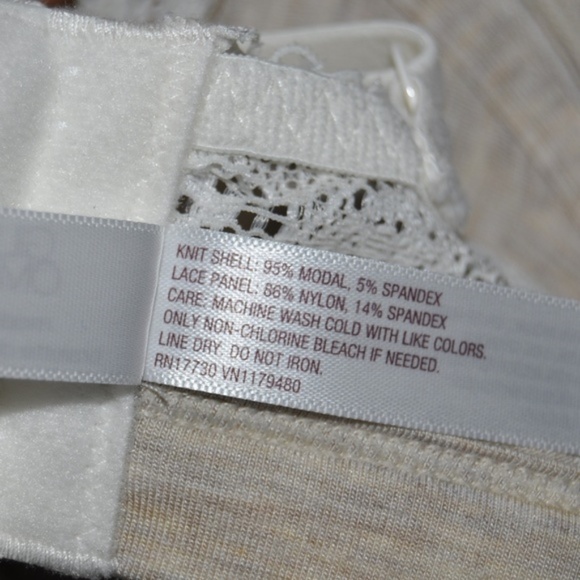 KNIT SHELL: 95% MODAL, 5% SPANDEX
LACE PANEL: 86% NYLON, 14% SPANDEX
CARE: MACHINE WASH COLD WITH LIKE COLORS.
ONLY NON-CHLORINE BLEACH IF NEEDED.
LINE DRY. DO NOT IRON.
RN17730 VN1179480